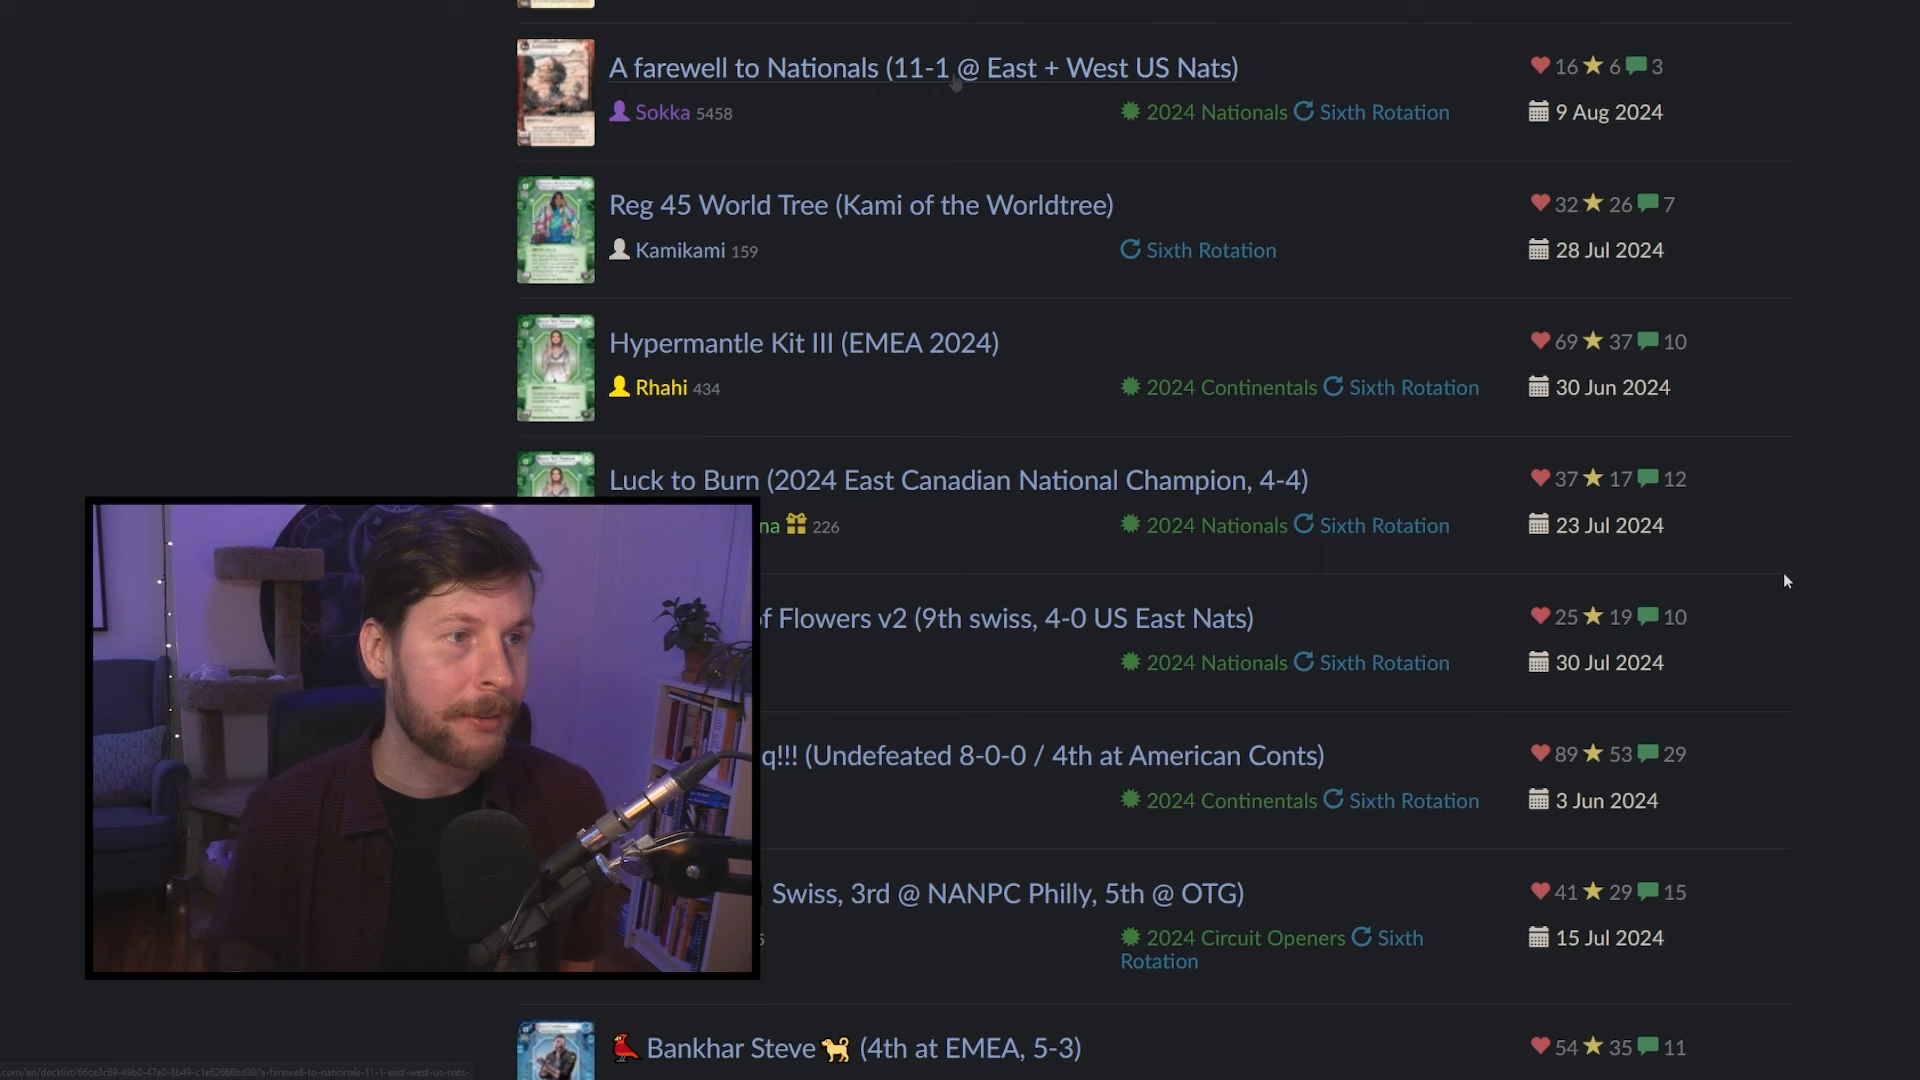 A farewell to Nationals (11-1 @ East + West US Nats)
16 6 3
Sokka 5458
2024 Nationals Sixth Rotation
9 Aug 2024
Reg 45 World Tree (Kami of the Worldtree)
32 26 7
Kamikami 159
Sixth Rotation
28 Jul 2024
Hypermantle Kit III (EMEA 2024)
69 37 10
Rhahi 434
2024 Continentals Sixth Rotation
30 Jun 2024
Luck to Burn (2024 East Canadian National Champion, 4-4)
37 17 12
na 226
2024 Nationals Sixth Rotation
23 Jul 2024
of Flowers v2 (9th swiss, 4-0 US East Nats)
25 19 10
2024 Nationals Sixth Rotation
30 Jul 2024
q!!! (Undefeated 8-0-0 / 4th at American Conts)
89 53 29
2024 Continentals Sixth Rotation
3 Jun 2024
Swiss, 3rd @ NANPC Philly, 5th @ OTG)
41 29 15
5
2024 Circuit Openers Sixth
Rotation
15 Jul 2024
Bankhar Steve (4th at EMEA, 5-3)
54 35 11